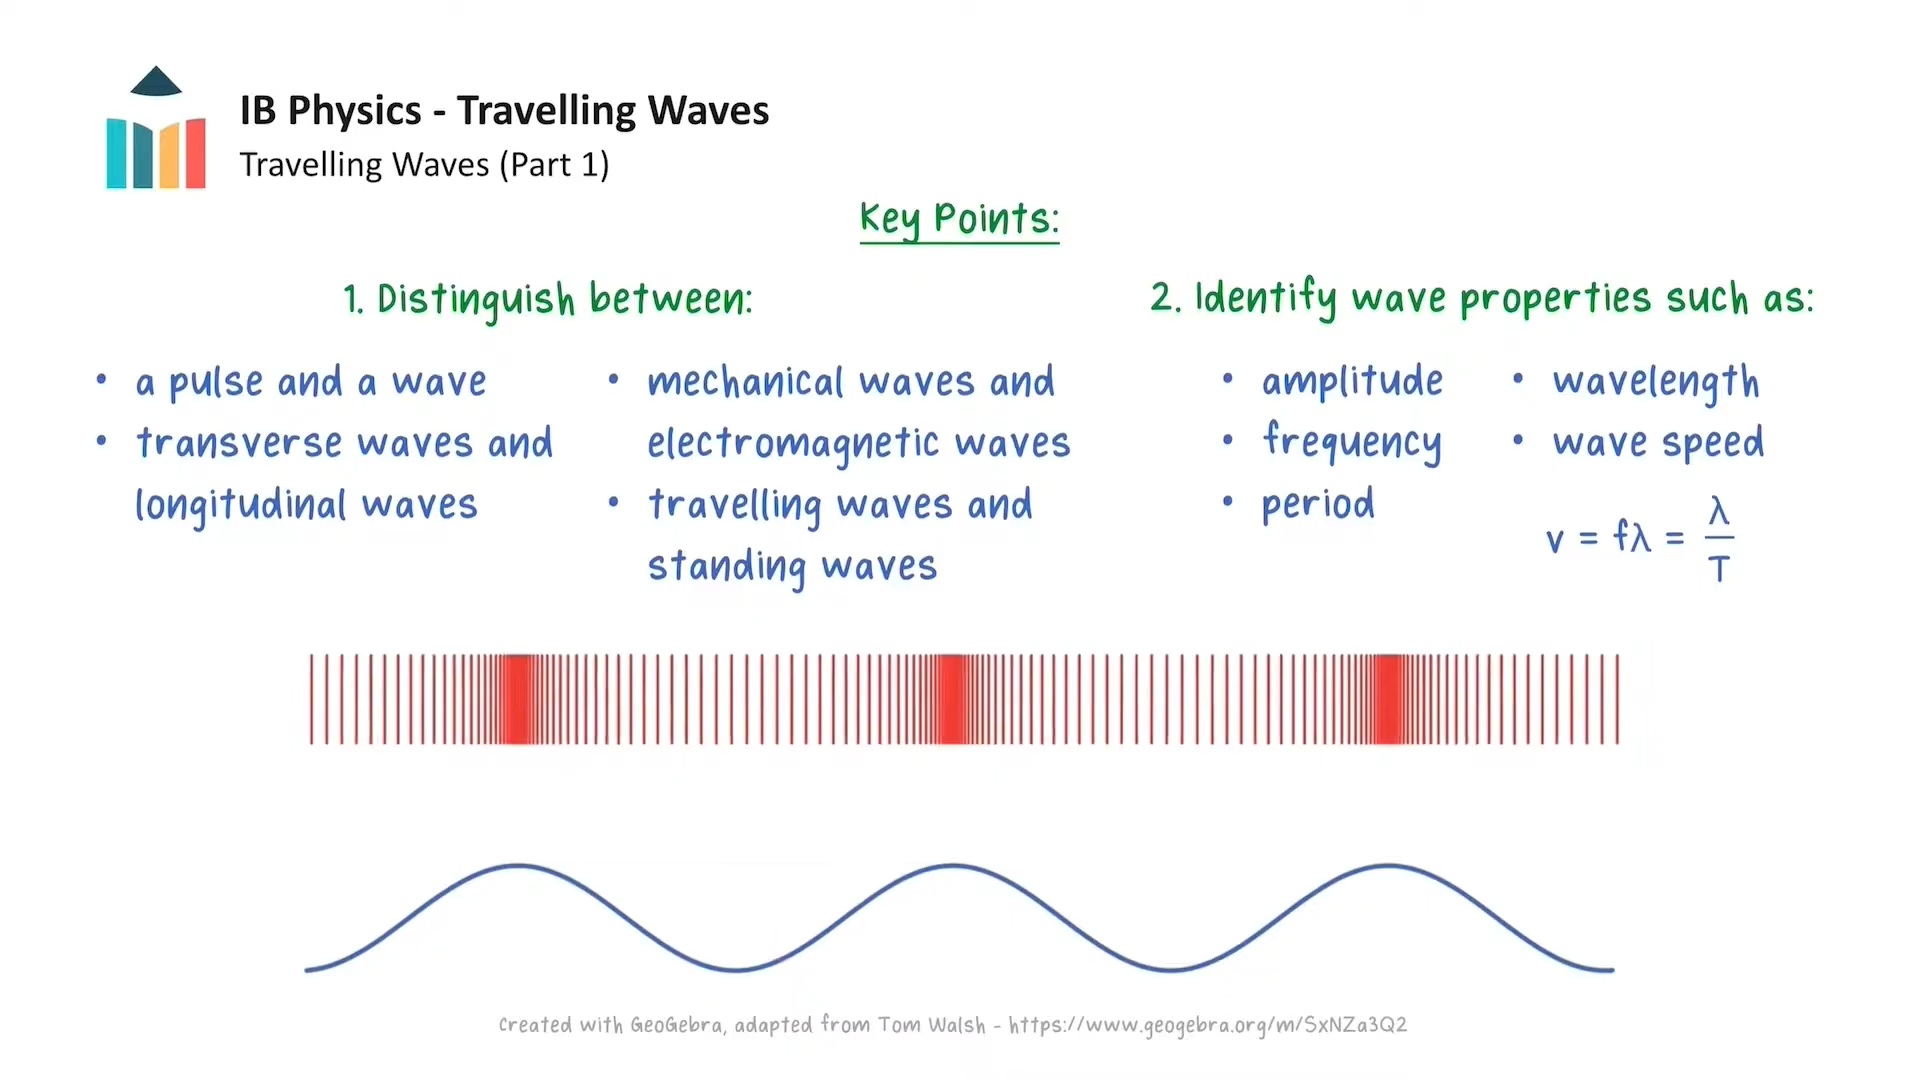 IB Physics - Travelling Waves
Travelling Waves (Part 1)
Key Points:
1. Distinguish between:
• a pulse and a wave
• transverse waves and
longitudinal waves
• mechanical waves and
electromagnetic waves
• travelling waves and
standing waves
2. Identify wave properties such as:
• amplitude
• frequency
• period
• wavelength
• wave speed
v = fλ = λ/T
Created with GeoGebra, adapted from Tom Walsh - https://www.geogebra.org/m/SxNZa3Q2